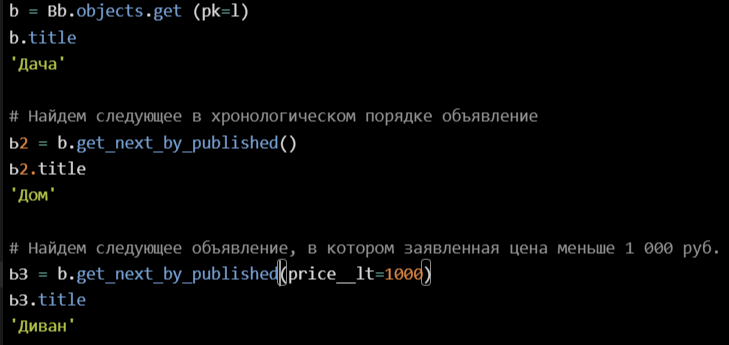 b = Bb.objects.get (pk=l)
b.title
'Дача'
# Найдем следующее в хронологическом порядке объявление
Ь2 = b.get_next_by_published()
Ь2.title
'Дом'
# Найдем следующее объявление, в котором заявленная цена меньше 1 000 руб.
ЬЗ = b.get_next_by_published(price__lt=1000)
ЬЗ.title
'Диван'